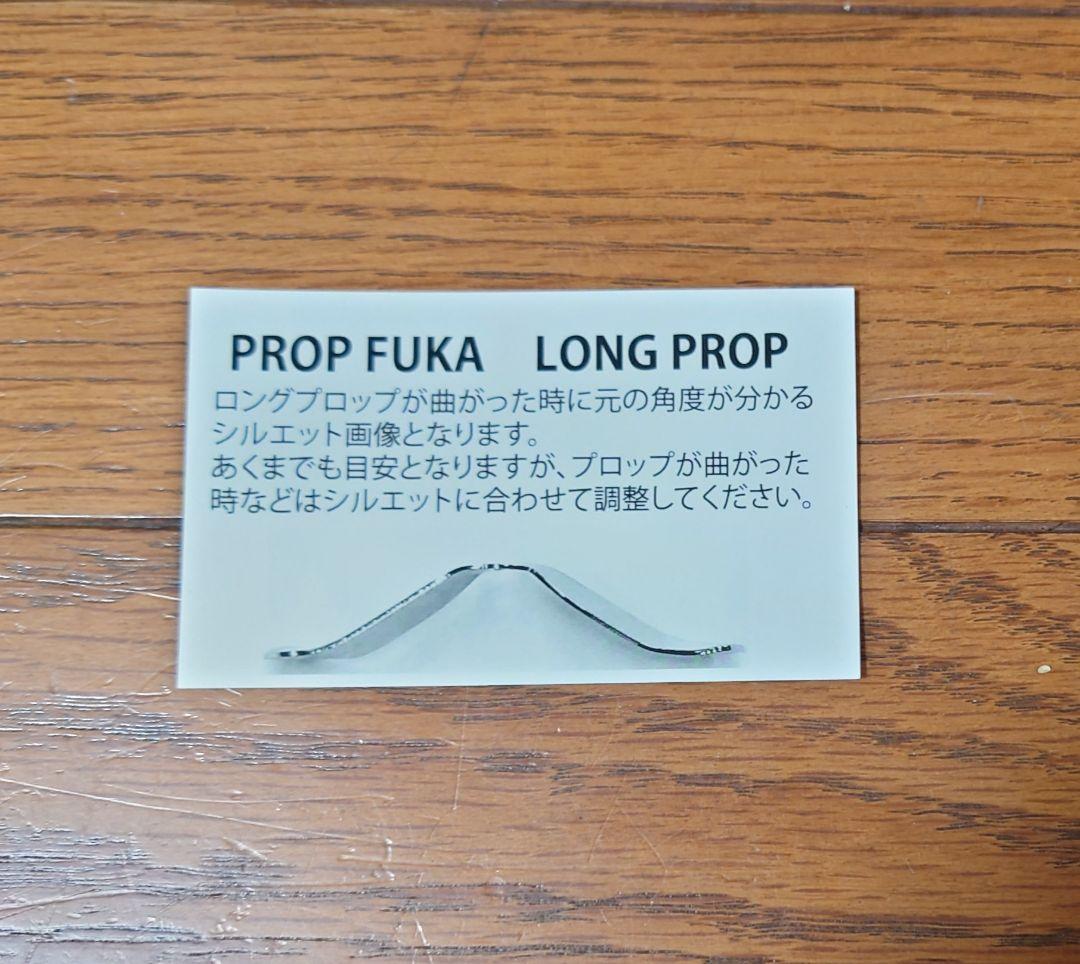 PROP FUKA LONG PROP
ロングプロップが曲がった時に元の角度が分かる
シルエット画像となります。
あくまでも目安となりますが、プロップが曲がった
時などはシルエットに合わせて調整してください。